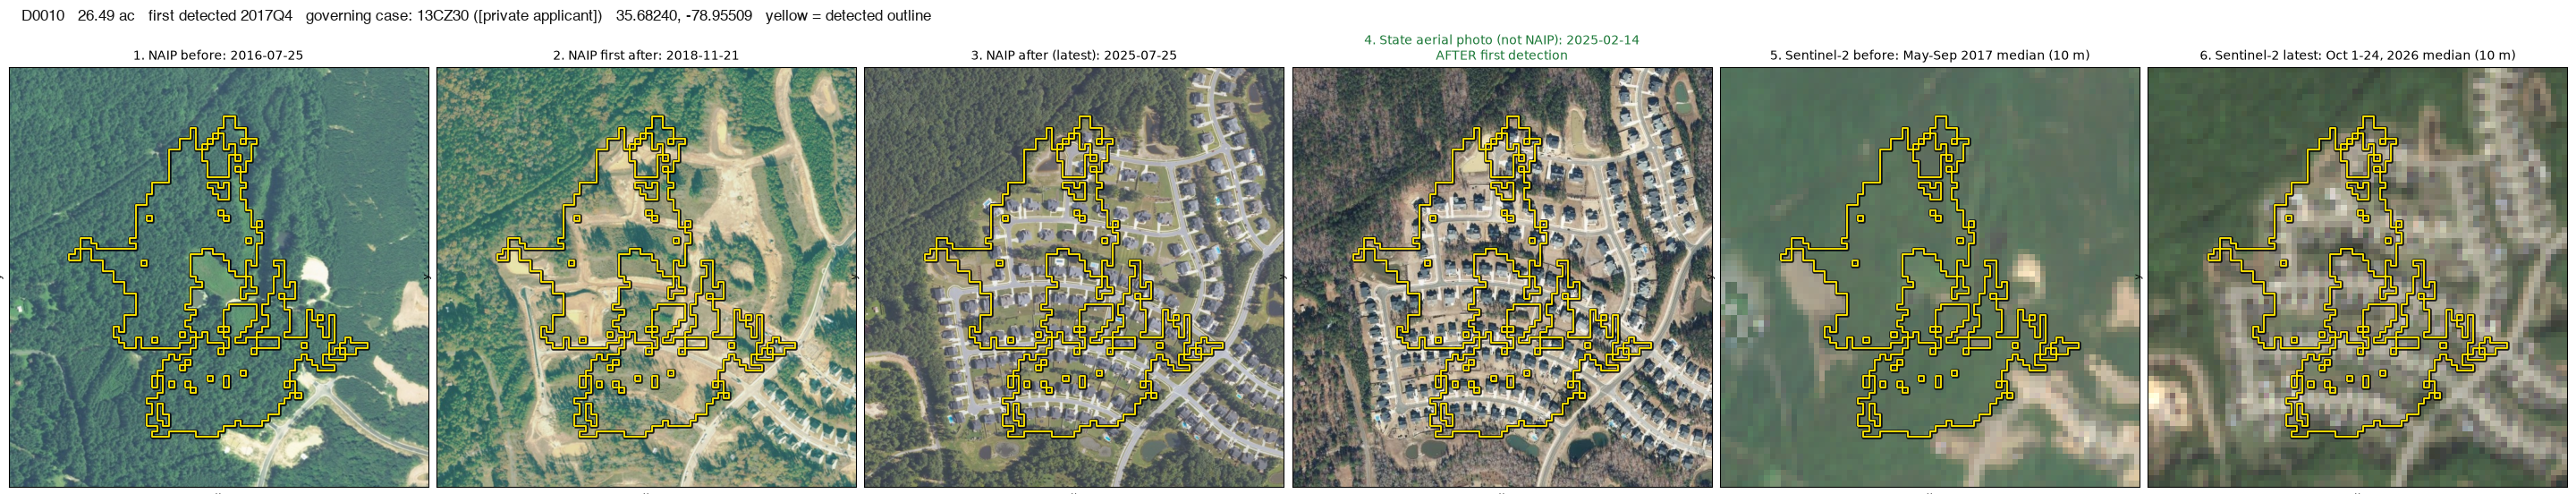 D0010 26.49 ac first detected 2017Q4 governing case: 13CZ30 ([private applicant]) 35.68240, -78.95509 yellow = detected outline
1. NAIP before: 2016-07-25
2. NAIP first after: 2018-11-21
3. NAIP after (latest): 2025-07-25
4. State aerial photo (not NAIP): 2025-02-14
AFTER first detection
5. Sentinel-2 before: May-Sep 2017 median (10 m)
6. Sentinel-2 latest: Oct 1-24, 2026 median (10 m)